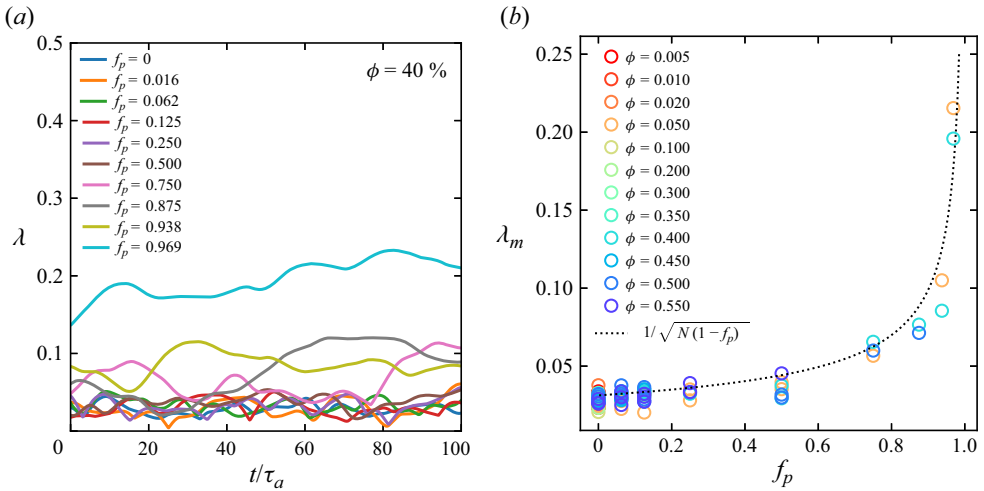 (a)
0.5
0.4
0.3
0.2
0.1
0
λ
0
20
40
60
80
100
t/τ_a
ϕ = 40 %
f_p = 0
f_p = 0.016
f_p = 0.062
f_p = 0.125
f_p = 0.250
f_p = 0.500
f_p = 0.750
f_p = 0.875
f_p = 0.938
f_p = 0.969
(b)
0.25
0.20
0.15
0.10
0.05
0
λ_m
0
0.2
0.4
0.6
0.8
1.0
f_p
ϕ = 0.005
ϕ = 0.010
ϕ = 0.020
ϕ = 0.050
ϕ = 0.100
ϕ = 0.200
ϕ = 0.300
ϕ = 0.350
ϕ = 0.400
ϕ = 0.450
ϕ = 0.500
ϕ = 0.550
1/√N(1−f_p)